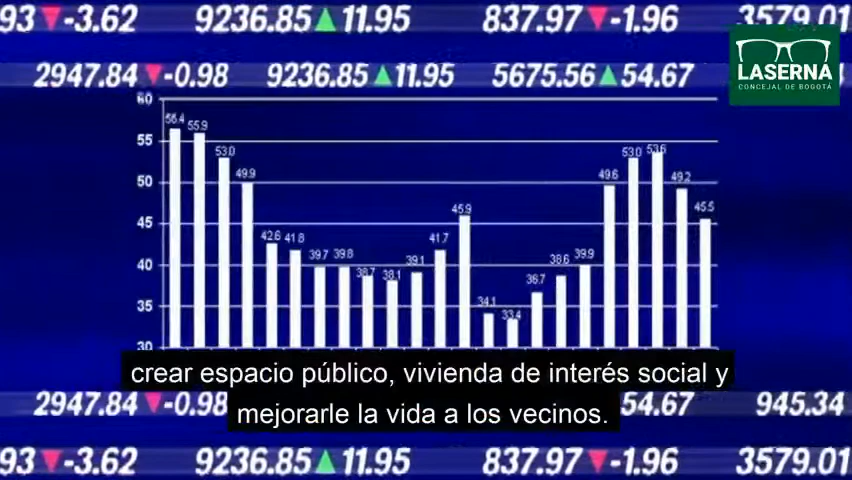 93 ▼-3.62 9236.85▲11.95 837.97▼-1.96 3579.01
2947.84 ▼-0.98 9236.85▲11.95 5675.56▲54.67
LASERNA
CONCEJAL DE BOGOTÁ
60
55
50
45
40
35
30
56.4 55.9 53.0 49.9 42.6 41.8 39.7 39.8 38.7 38.1 39.1 41.7 45.9 34.1 33.4 36.7 38.6 39.9 49.6 53.0 53.6 49.2 45.5
crear espacio público, vivienda de interés social y
mejorarle la vida a los vecinos.
2947.84 ▼-0.98 54.67 945.34
93 ▼-3.62 9236.85▲11.95 837.97▼-1.96 3579.01